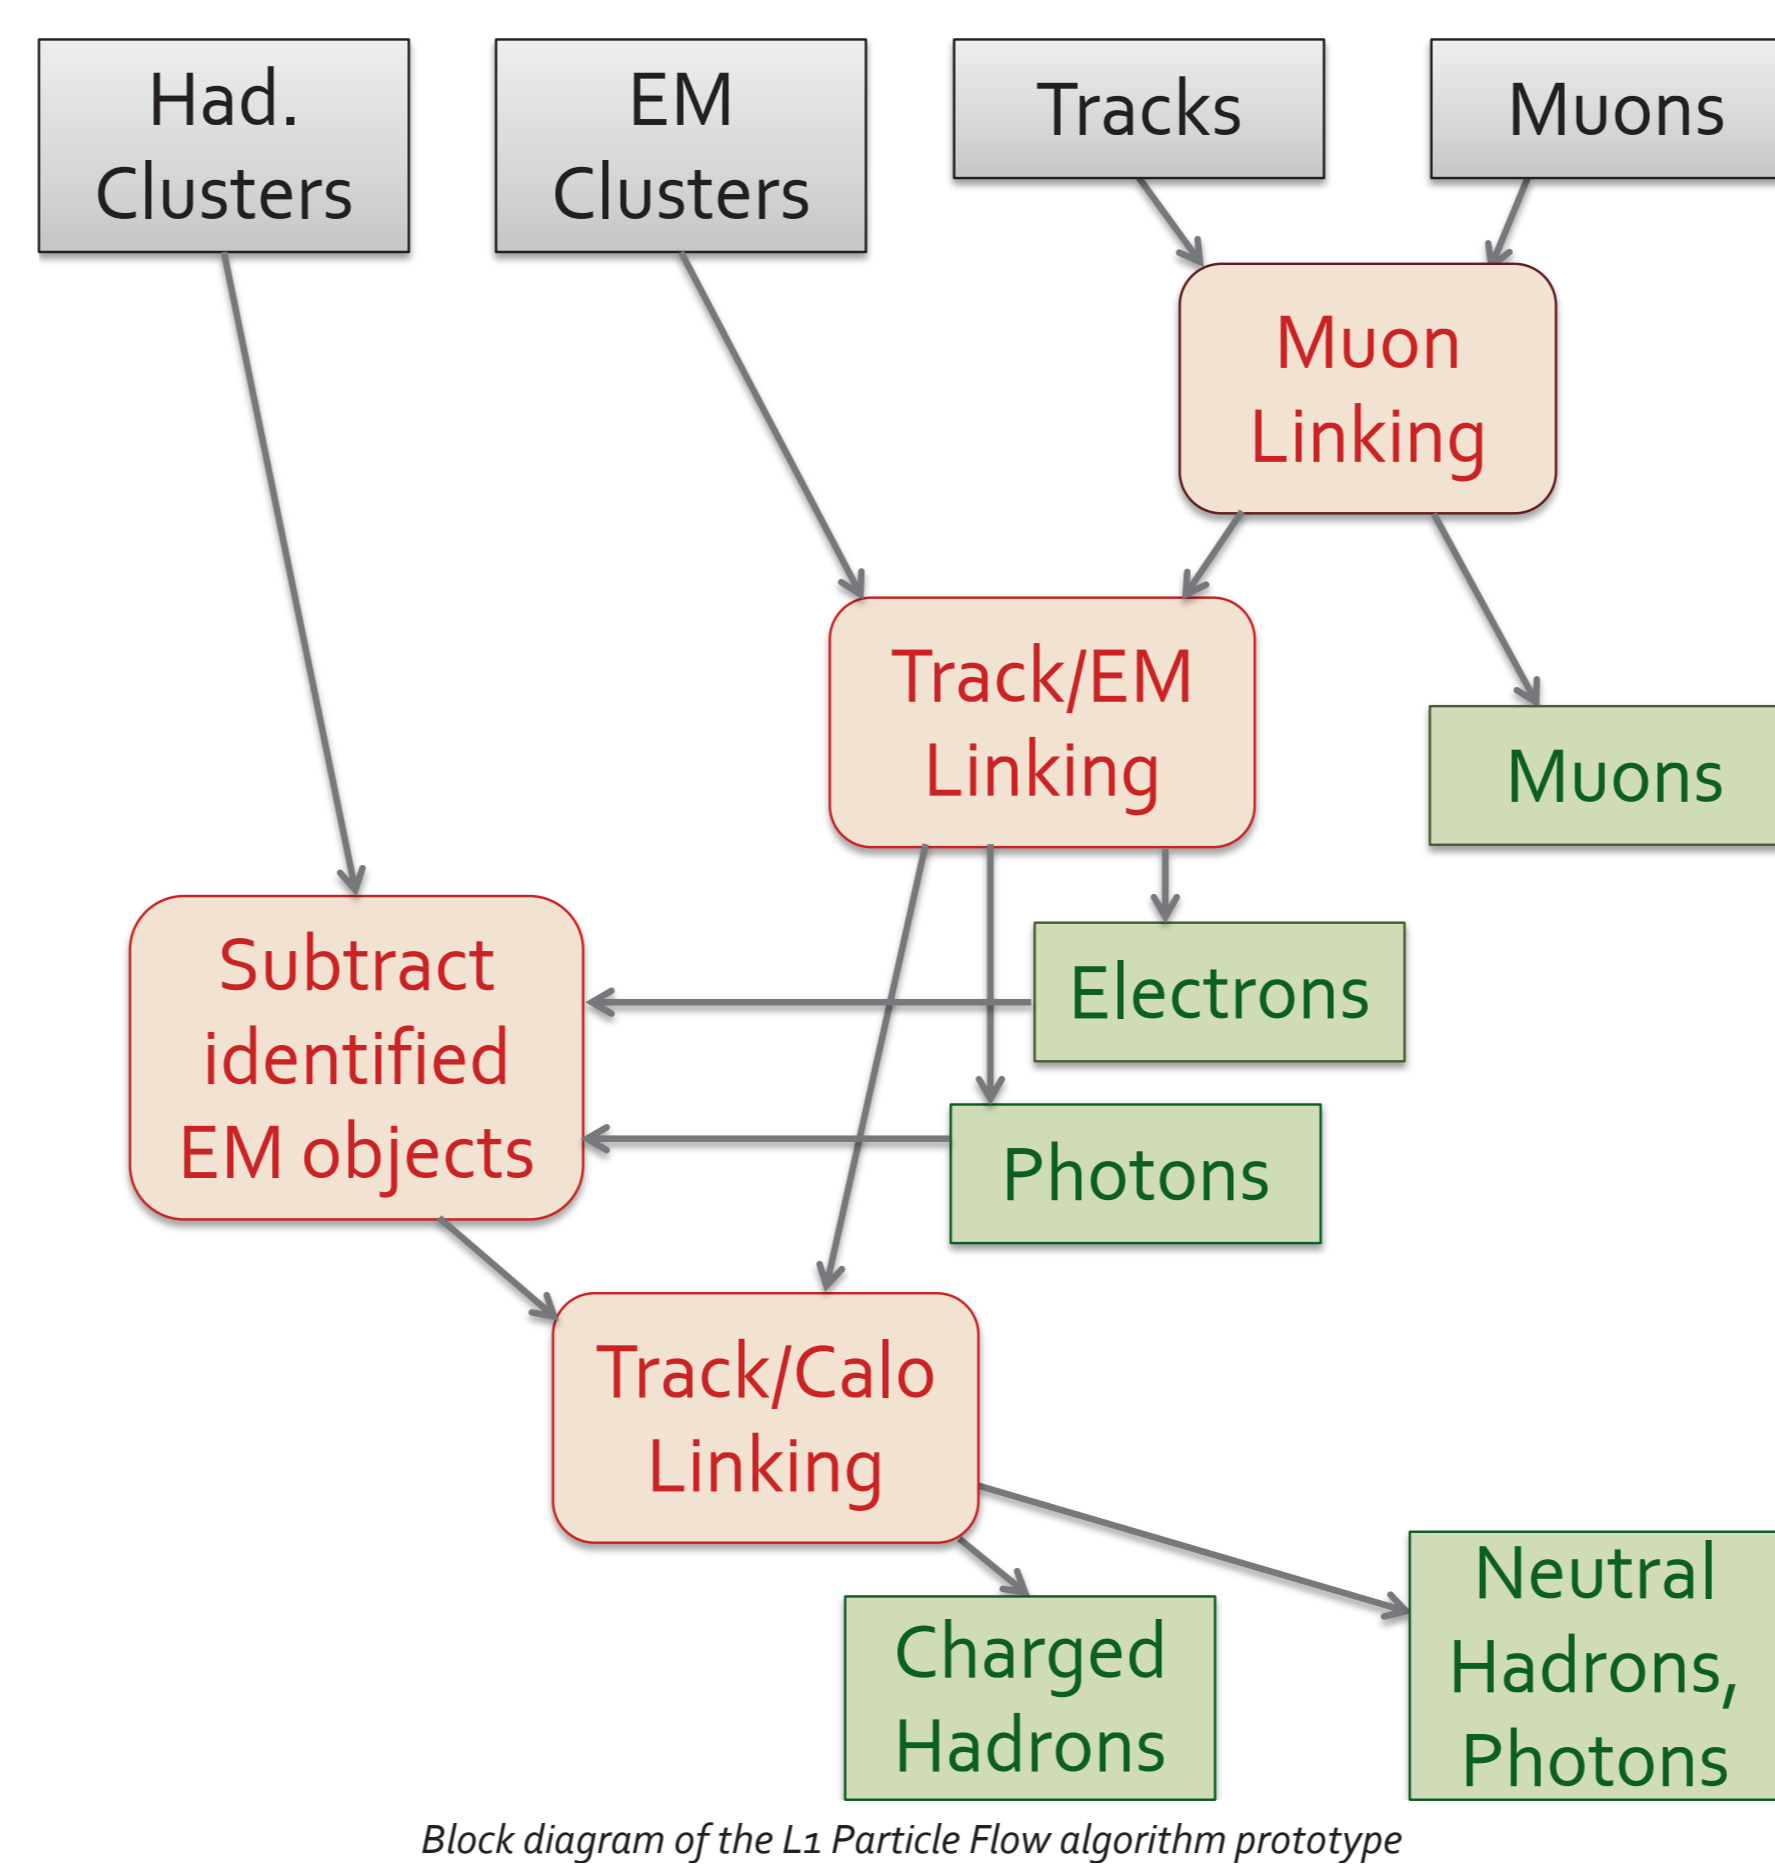 Had.
Clusters
EM
Clusters
Tracks
Muons
Muon
Linking
Track/EM
Linking
Muons
Subtract
identified
EM objects
Electrons
Photons
Track/Calo
Linking
Charged
Hadrons
Neutral
Hadrons,
Photons
Block diagram of the L1 Particle Flow algorithm prototype